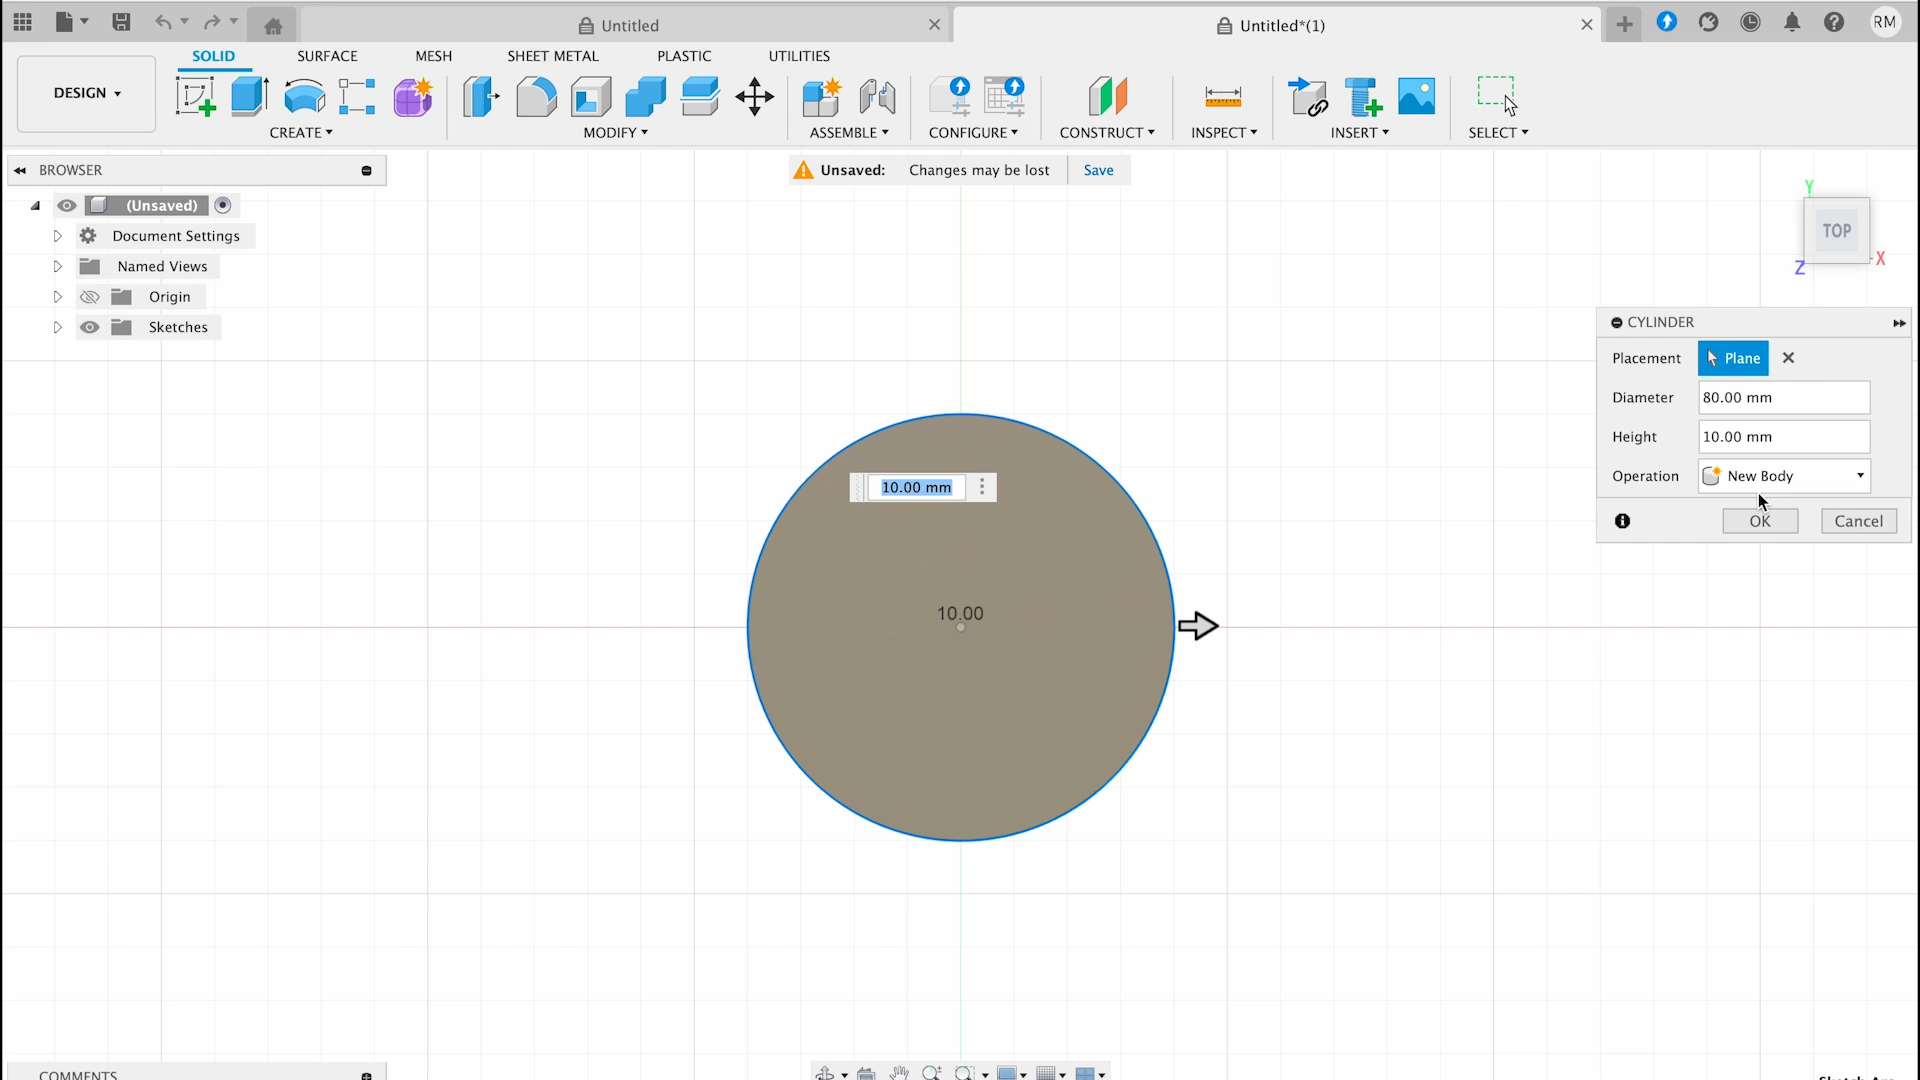 Untitled
Untitled*(1)
RM
SOLID SURFACE MESH SHEET METAL PLASTIC UTILITIES
DESIGN
CREATE MODIFY ASSEMBLE CONFIGURE CONSTRUCT INSPECT INSERT SELECT
BROWSER
Unsaved: Changes may be lost Save
(Unsaved)
Document Settings
Named Views
Origin
Sketches
Y
TOP
X
Z
CYLINDER
Placement Plane
Diameter 80.00 mm
Height 10.00 mm
Operation New Body
OK Cancel
10.00 mm
10.00
COMMENTS
Sketch Arc